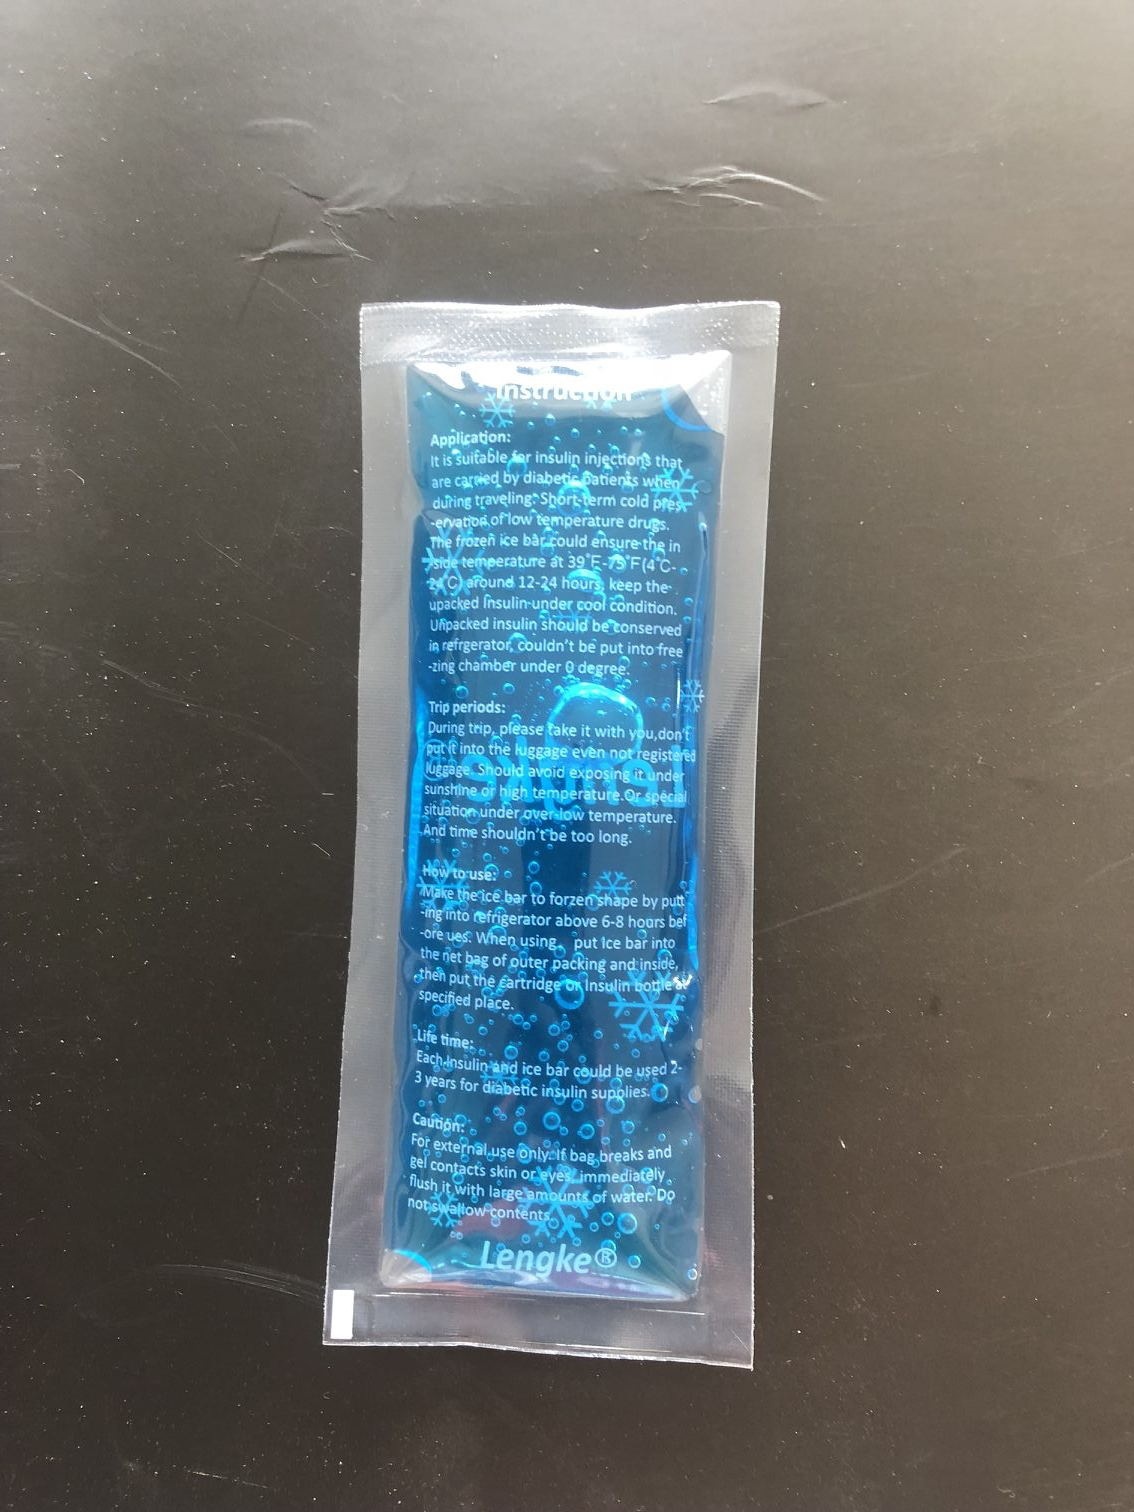 Instruction
Application:
It is suitable for insulin injections that
are carried by diabetic patients when
during traveling. Short-term cold pres
-ervation of low temperature drugs.
The frozen ice bar could ensure the in
side temperature at 39°F-75°F(4°C-
24°C) around 12-24 hours, keep the
upacked Insulin under cool condition.
Unpacked insulin should be conserved
in refrgerator, couldn't be put into free
-zing chamber under 0 degree.
Trip periods:
During trip, please take it with you,don't
put it into the luggage even not registered
luggage. Should avoid exposing it under
sunshine or high temperature.Or special
situation under over-low temperature.
And time shouldn't be too long.
How to use:
Make the ice bar to forzen shape by putt
-ing into refrigerator above 6-8 hours bef
-ore ues. When using, put Ice bar into
the net bag of outer packing and inside,
then put the cartridge or Insulin bottle at
specified place.
Life time:
Each Insulin and ice bar could be used 2-
3 years for diabetic insulin supplies.
Caution:
For external use only. If bag breaks and
gel contacts skin or eyes, immediately
flush it with large amounts of water. Do
not swallow contents.
Lengke®